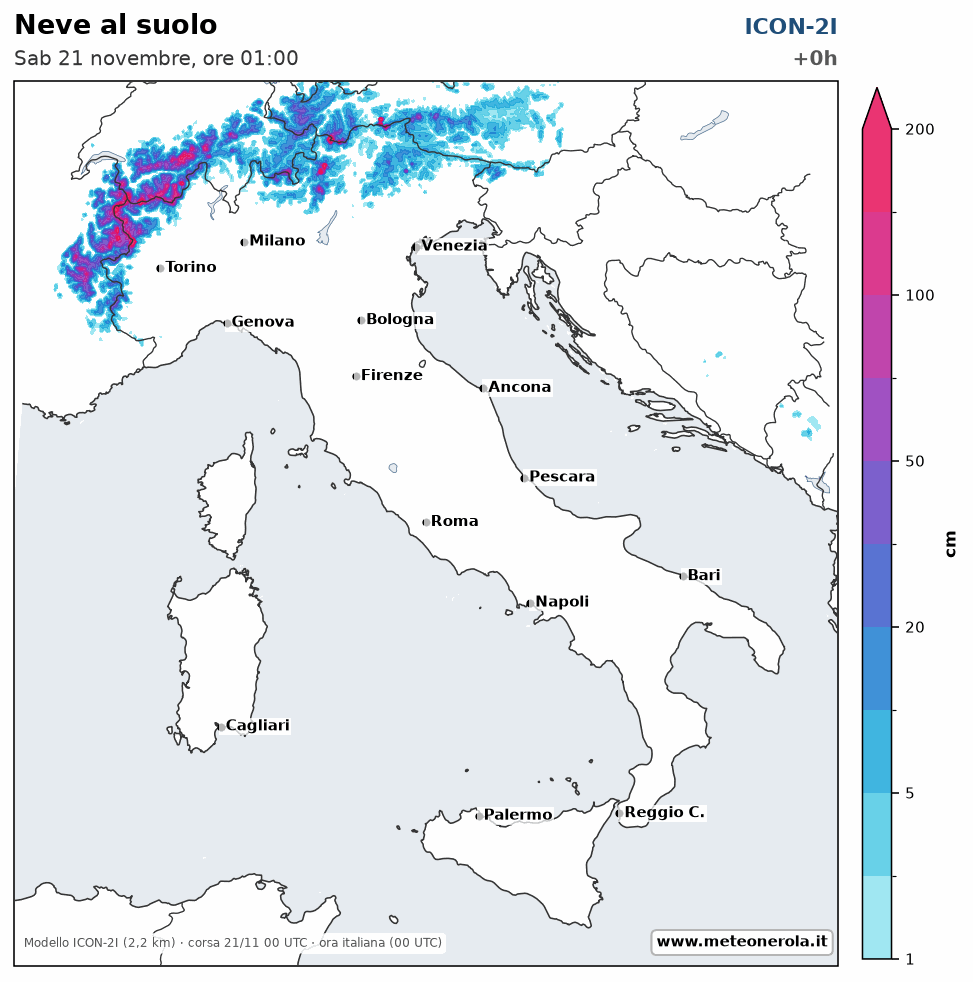 Neve al suolo
ICON-2I
Sab 21 novembre, ore 01:00
+0h
200
Milano
Venezia
Torino
100
Genova
Bologna
Firenze
Ancona
50
Pescara
Roma
cm
Bari
Napoli
20
Cagliari
5
Palermo
Reggio C.
Modello ICON-2I (2,2 km) · corsa 21/11 00 UTC · ora italiana (00 UTC)
www.meteonerola.it
1